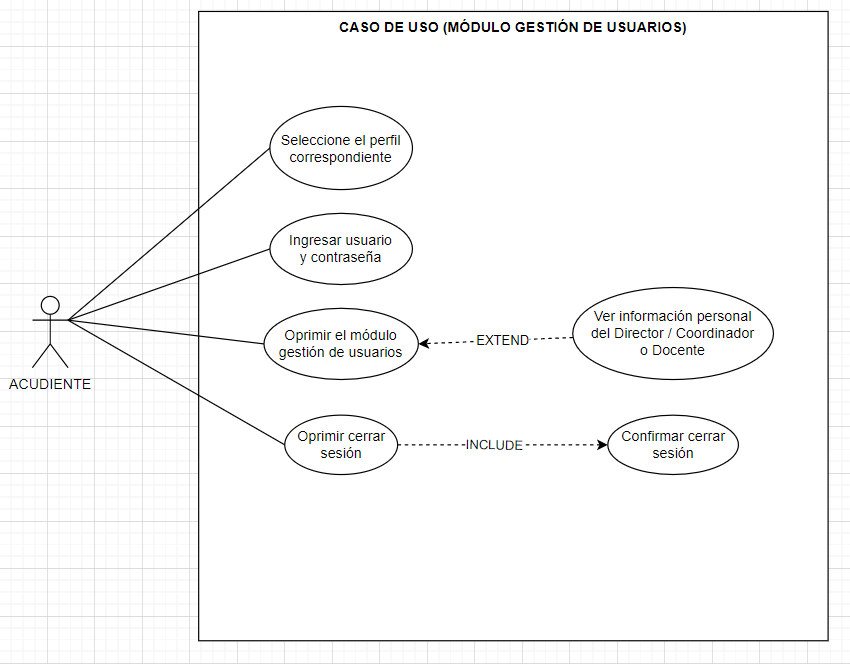 CASO DE USO (MÓDULO GESTIÓN DE USUARIOS)
Seleccione el perfil
correspondiente
Ingresar usuario
y contraseña
Oprimir el módulo
gestión de usuarios
EXTEND
Ver información personal
del Director / Coordinador
o Docente
ACUDIENTE
Oprimir cerrar
sesión
INCLUDE
Confirmar cerrar
sesión